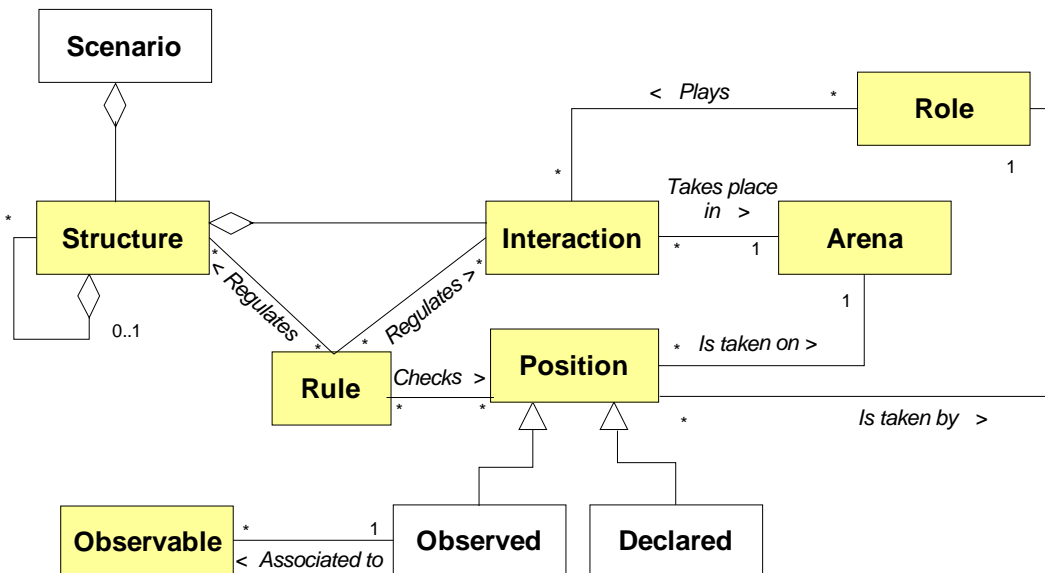 Scenario
< Plays
*
Role
*
1
Takes place
in >
*
Structure
Interaction
*
1
Arena
*
< Regulates
*
Regulates >
0..1
1
*
*
*
Is taken on >
Position
Rule
Checks >
*
*
*
Is taken by >
Observable
*
1
Observed
Declared
< Associated to